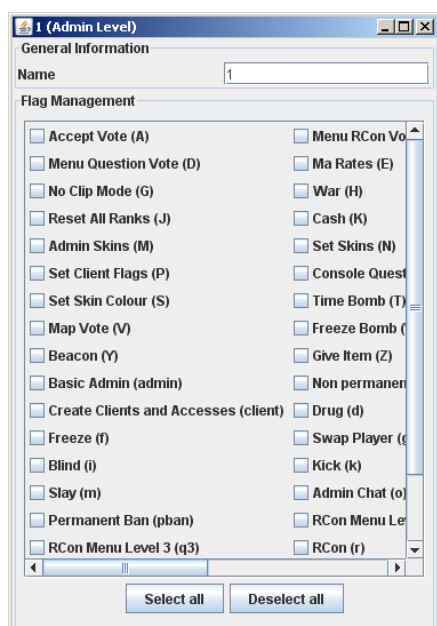 1 (Admin Level)
General Information
Name 1
Flag Management
Accept Vote (A) Menu RCon Vo
Menu Question Vote (D) Ma Rates (E)
No Clip Mode (G) War (H)
Reset All Ranks (J) Cash (K)
Admin Skins (M) Set Skins (N)
Set Client Flags (P) Console Quest
Set Skin Colour (S) Time Bomb (T)
Map Vote (V) Freeze Bomb (
Beacon (Y) Give Item (Z)
Basic Admin (admin) Non permanen
Create Clients and Accesses (client) Drug (d)
Freeze (f) Swap Player (g
Blind (i) Kick (k)
Slay (m) Admin Chat (o)
Permanent Ban (pban) RCon Menu Le
RCon Menu Level 3 (q3) RCon (r)
Select all Deselect all